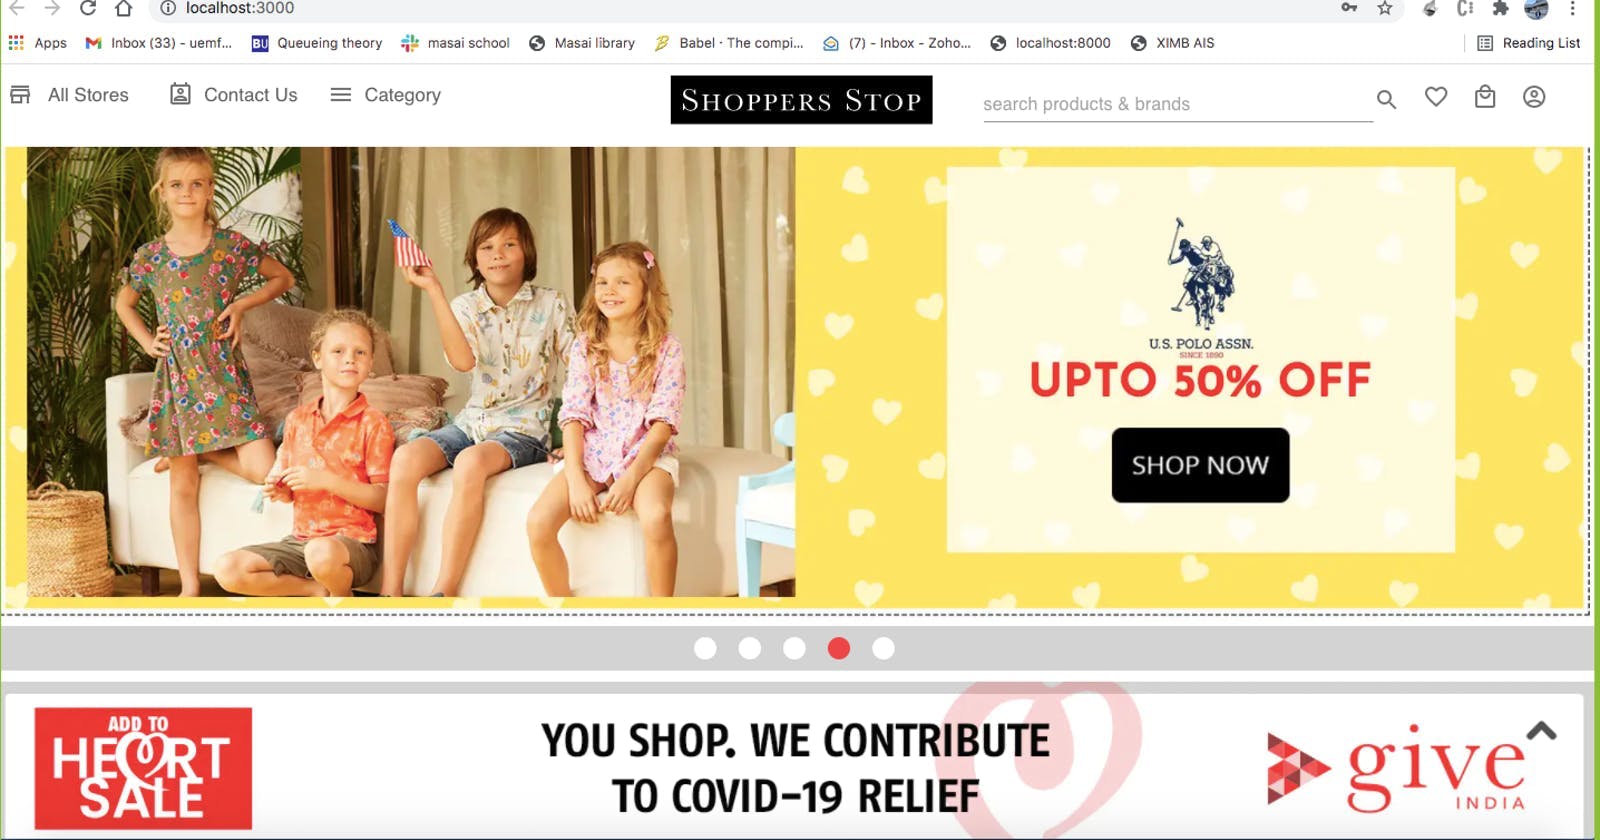 localhost:3000
Apps Inbox (33) - uemf... BU Queueing theory masai school Masai library Babel · The compi... (7) - Inbox - Zoho... localhost:8000 XIMB AIS Reading List
All Stores Contact Us Category SHOPPERS STOP search products & brands
U.S. POLO ASSN.
SINCE 1890
UPTO 50% OFF
SHOP NOW
ADD TO
HEART
SALE
YOU SHOP. WE CONTRIBUTE
TO COVID-19 RELIEF
give
INDIA